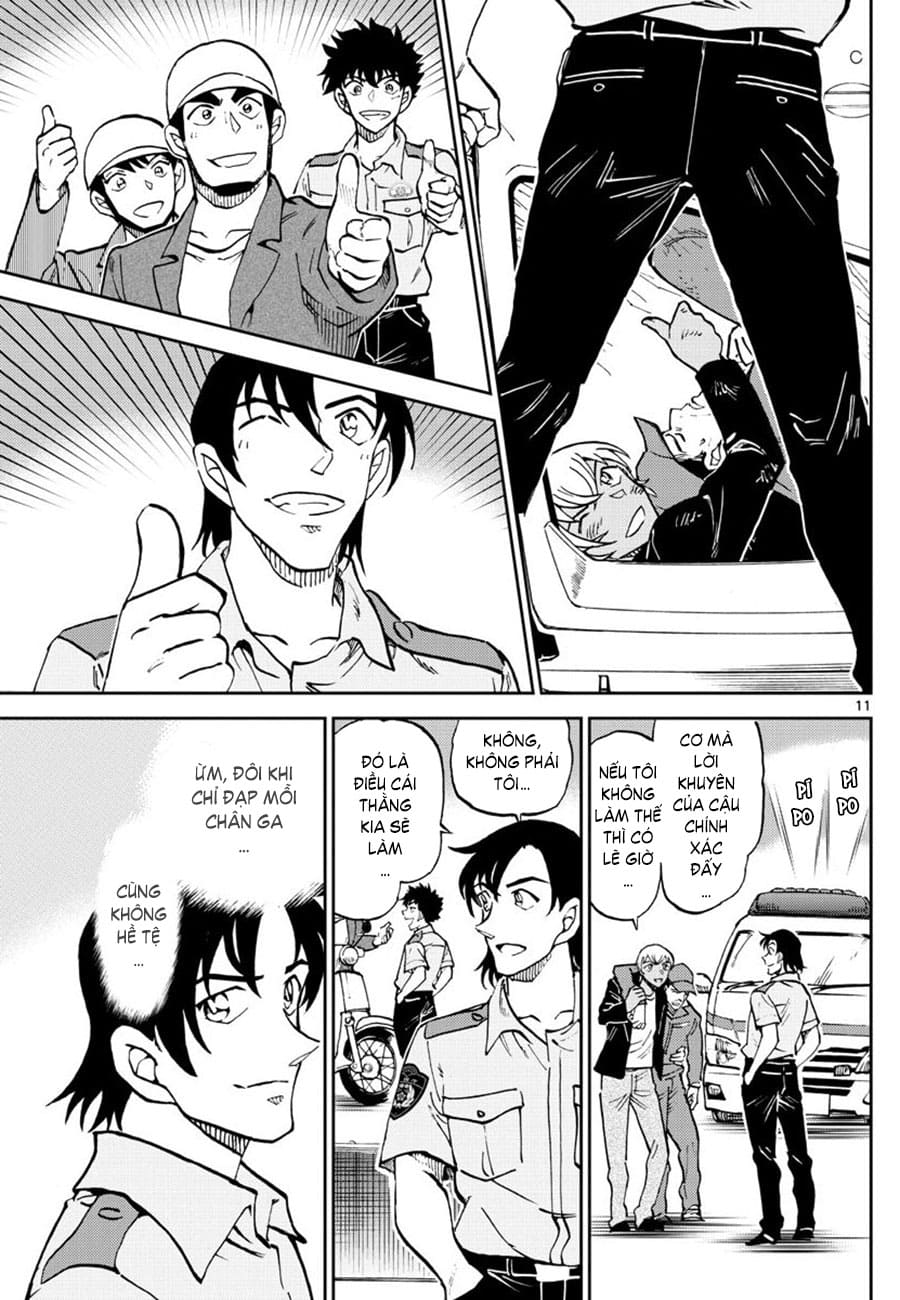 11
PÍ
PO
PÍ
PO
CƠ MÀ
LỜI
KHUYÊN
CỦA CẬU
CHÍNH
XÁC
ĐẤY
NẾU TÔI
KHÔNG
LÀM THẾ
THÌ CÓ
LẼ GIỜ
...
KHÔNG,
KHÔNG PHẢI
TÔI...
ĐÓ LÀ
ĐIỀU CÁI
THẰNG
KIA SẼ
LÀM
...
ỪM, ĐÔI KHI
CHỈ ĐẠP MỖI
CHÂN GA
...
CŨNG
KHÔNG
HỀ TỆ
...